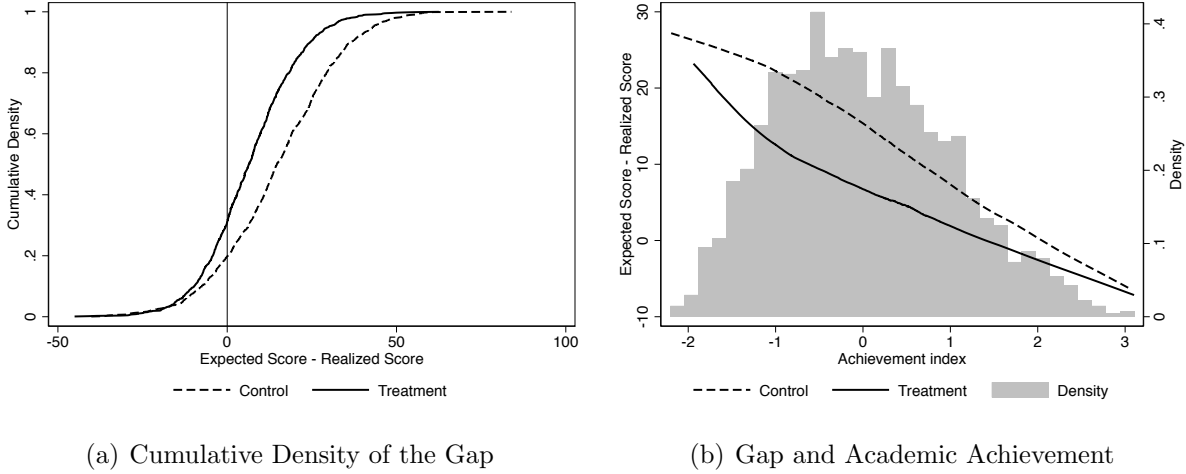 Cumulative Density
0 .2 .4 .6 .8 1
-50 0 50 100
Expected Score - Realized Score
Control Treatment
(a) Cumulative Density of the Gap
Expected Score - Realized Score
-10 0 10 20 30
Density
0 .1 .2 .3 .4
-2 -1 0 1 2 3
Achievement index
Control Treatment Density
(b) Gap and Academic Achievement